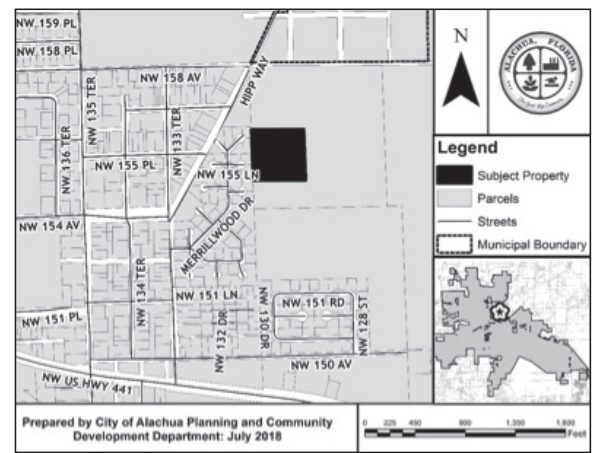 NW 159 PL
NW 158 PL
NW 158 AV
HIPP WAY
NW 135 TER
NW 133 TER
NW 136 TER
NW 155 PL
NW 155 LN
NW 154 AV
MERRILLWOOD DR
NW 134 TER
NW 151 LN
NW 151 RD
NW 151 PL
NW 132 DR
NW 130 DR
NW 128 ST
NW 150 AV
NW US HWY 441
N
ALACHUA, FLORIDA
Legend
Subject Property
Parcels
Streets
Municipal Boundary
Prepared by City of Alachua Planning and Community
Development Department: July 2018
0 225 450 900 1,350 1,800
Feet